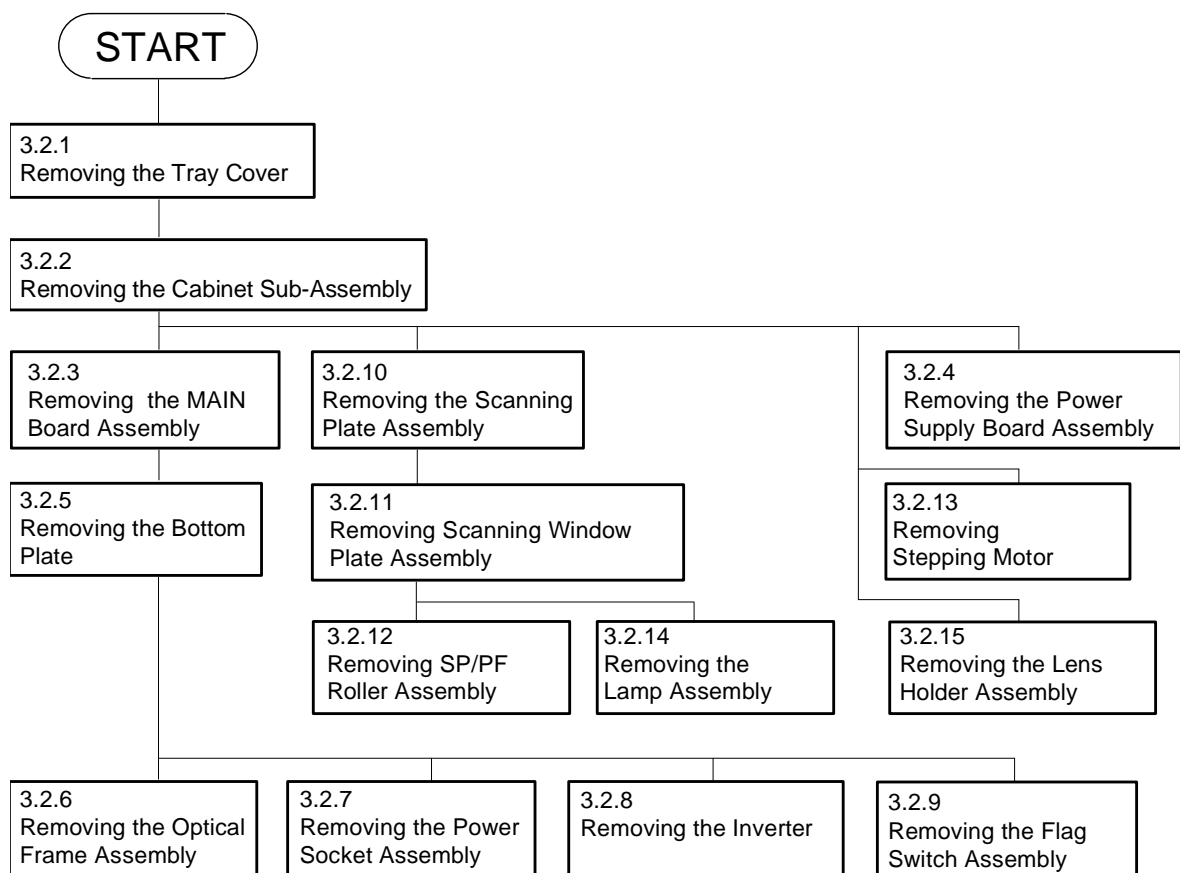 START
3.2.1
Removing the Tray Cover
3.2.2
Removing the Cabinet Sub-Assembly
3.2.3
Removing the MAIN
Board Assembly
3.2.10
Removing the Scanning
Plate Assembly
3.2.4
Removing the Power
Supply Board Assembly
3.2.5
Removing the Bottom
Plate
3.2.11
Removing Scanning Window
Plate Assembly
3.2.13
Removing
Stepping Motor
3.2.12
Removing SP/PF
Roller Assembly
3.2.14
Removing the
Lamp Assembly
3.2.15
Removing the Lens
Holder Assembly
3.2.6
Removing the Optical
Frame Assembly
3.2.7
Removing the Power
Socket Assembly
3.2.8
Removing the Inverter
3.2.9
Removing the Flag
Switch Assembly